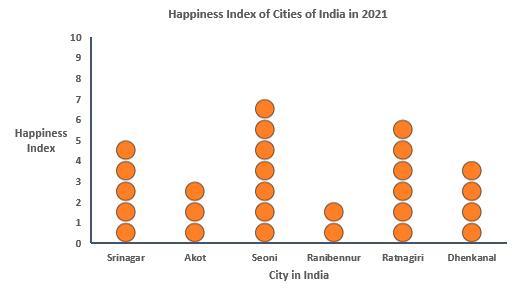 Happiness Index of Cities of India in 2021
10
9
8
7
6
5
4
3
2
1
0
Happiness
Index
Srinagar Akot Seoni Ranibennur Ratnagiri Dhenkanal
City in India